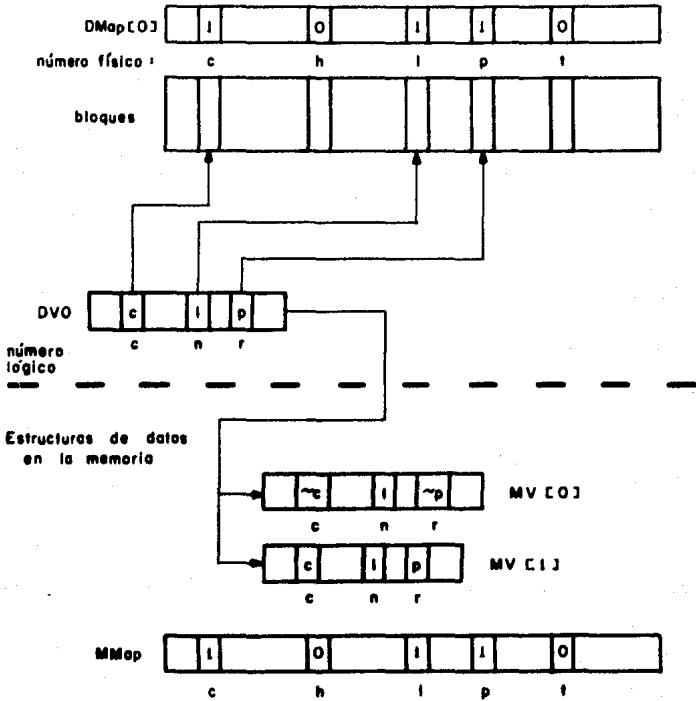 DMap[0] 1 0 1 1 0
número físico : c h l p t
bloques
DV0 c l p
c n r
número
lógico
Estructuras de datos
en la memoria
~c l ~p MV [0]
c n r
c l p MV [1]
c n r
MMap 1 0 1 1 0
c h l p t